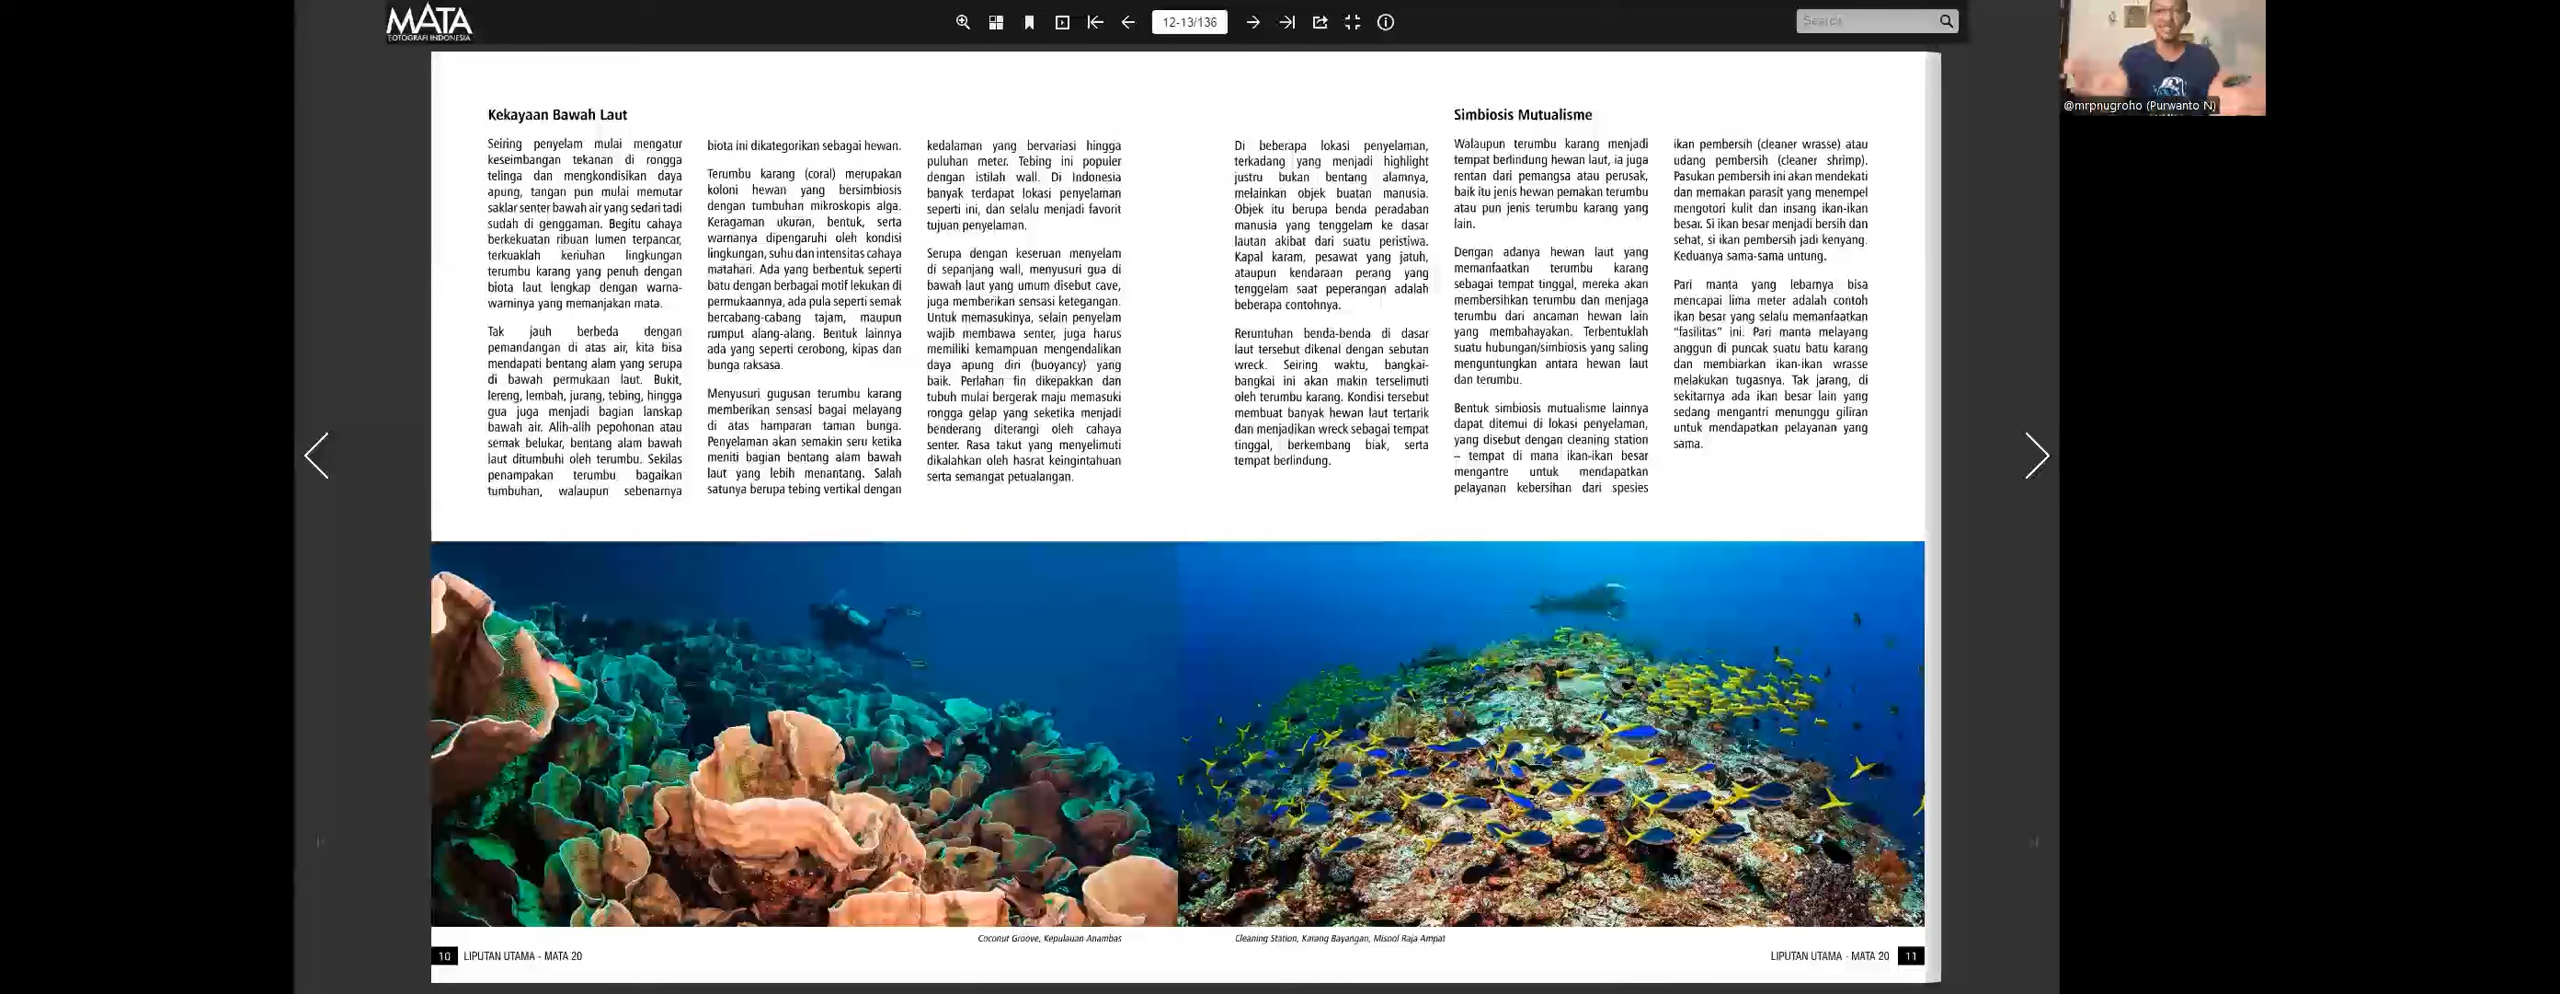 MATA
FOTOGRAFI INDONESIA
12-13/136
Search
@mrpnugroho (Purwanto N)
Kekayaan Bawah Laut
Seiring penyelam mulai mengatur
keseimbangan tekanan di rongga
telinga dan mengkondisikan daya
apung, tangan pun mulai memutar
saklar senter bawah air yang sedari tadi
sudah di genggaman. Begitu cahaya
berkekuatan ribuan lumen terpancar,
terkuaklah keriuhan lingkungan
terumbu karang yang penuh dengan
biota laut lengkap dengan warna-
warninya yang memanjakan mata.
Tak jauh berbeda dengan
pemandangan di atas air, kita bisa
mendapati bentang alam yang serupa
di bawah permukaan laut. Bukit,
lereng, lembah, jurang, tebing, hingga
gua juga menjadi bagian lanskap
bawah air. Alih-alih pepohonan atau
semak belukar, bentang alam bawah
laut ditumbuhi oleh terumbu. Sekilas
penampakan terumbu bagaikan
tumbuhan, walaupun sebenarnya
biota ini dikategorikan sebagai hewan.
Terumbu karang (coral) merupakan
koloni hewan yang bersimbiosis
dengan tumbuhan mikroskopis alga.
Keragaman ukuran, bentuk, serta
warnanya dipengaruhi oleh kondisi
lingkungan, suhu dan intensitas cahaya
matahari. Ada yang berbentuk seperti
batu dengan berbagai motif lekukan di
permukaannya, ada pula seperti semak
bercabang-cabang tajam, maupun
rumput alang-alang. Bentuk lainnya
ada yang seperti cerobong, kipas dan
bunga raksasa.
Menyusuri gugusan terumbu karang
memberikan sensasi bagai melayang
di atas hamparan taman bunga.
Penyelaman akan semakin seru ketika
meniti bagian bentang alam bawah
laut yang lebih menantang. Salah
satunya berupa tebing vertikal dengan
kedalaman yang bervariasi hingga
puluhan meter. Tebing ini populer
dengan istilah wall. Di Indonesia
banyak terdapat lokasi penyelaman
seperti ini, dan selalu menjadi favorit
tujuan penyelaman.
Serupa dengan keseruan menyelam
di sepanjang wall, menyusuri gua di
bawah laut yang umum disebut cave,
juga memberikan sensasi ketegangan.
Untuk memasukinya, selain penyelam
wajib membawa senter, juga harus
memiliki kemampuan mengendalikan
daya apung diri (buoyancy) yang
baik. Perlahan fin dikepakkan dan
tubuh mulai bergerak maju memasuki
rongga gelap yang seketika menjadi
benderang diterangi oleh cahaya
senter. Rasa takut yang menyelimuti
dikalahkan oleh hasrat keingintahuan
serta semangat petualangan.
Di beberapa lokasi penyelaman,
terkadang yang menjadi highlight
justru bukan bentang alamnya,
melainkan objek buatan manusia.
Objek itu berupa benda peradaban
manusia yang tenggelam ke dasar
lautan akibat dari suatu peristiwa.
Kapal karam, pesawat yang jatuh,
ataupun kendaraan perang yang
tenggelam saat peperangan adalah
beberapa contohnya.
Reruntuhan benda-benda di dasar
laut tersebut dikenal dengan sebutan
wreck. Seiring waktu, bangkai-
bangkai ini akan makin terselimuti
oleh terumbu karang. Kondisi tersebut
membuat banyak hewan laut tertarik
dan menjadikan wreck sebagai tempat
tinggal, berkembang biak, serta
tempat berlindung.
Simbiosis Mutualisme
Walaupun terumbu karang menjadi
tempat berlindung hewan laut, ia juga
rentan dari pemangsa atau perusak,
baik itu jenis hewan pemakan terumbu
atau pun jenis terumbu karang yang
lain.
Dengan adanya hewan laut yang
memanfaatkan terumbu karang
sebagai tempat tinggal, mereka akan
membersihkan terumbu dan menjaga
terumbu dari ancaman hewan lain
yang membahayakan. Terbentuklah
suatu hubungan/simbiosis yang saling
menguntungkan antara hewan laut
dan terumbu.
Bentuk simbiosis mutualisme lainnya
dapat ditemui di lokasi penyelaman,
yang disebut dengan cleaning station
– tempat di mana ikan-ikan besar
mengantre untuk mendapatkan
pelayanan kebersihan dari spesies
ikan pembersih (cleaner wrasse) atau
udang pembersih (cleaner shrimp).
Pasukan pembersih ini akan mendekati
dan memakan parasit yang menempel
mengotori kulit dan insang ikan-ikan
besar. Si ikan besar menjadi bersih dan
sehat, si ikan pembersih jadi kenyang.
Keduanya sama-sama untung.
Pari manta yang lebarnya bisa
mencapai lima meter adalah contoh
ikan besar yang selalu memanfaatkan
“fasilitas” ini. Pari manta melayang
anggun di puncak suatu batu karang
dan membiarkan ikan-ikan wrasse
melakukan tugasnya. Tak jarang, di
sekitarnya ada ikan besar lain yang
sedang mengantri menunggu giliran
untuk mendapatkan pelayanan yang
sama.
Coconut Groove, Kepulauan Anambas
Cleaning Station, Karang Bayangan, Misool Raja Ampat
10 LIPUTAN UTAMA - MATA 20
LIPUTAN UTAMA - MATA 20 11